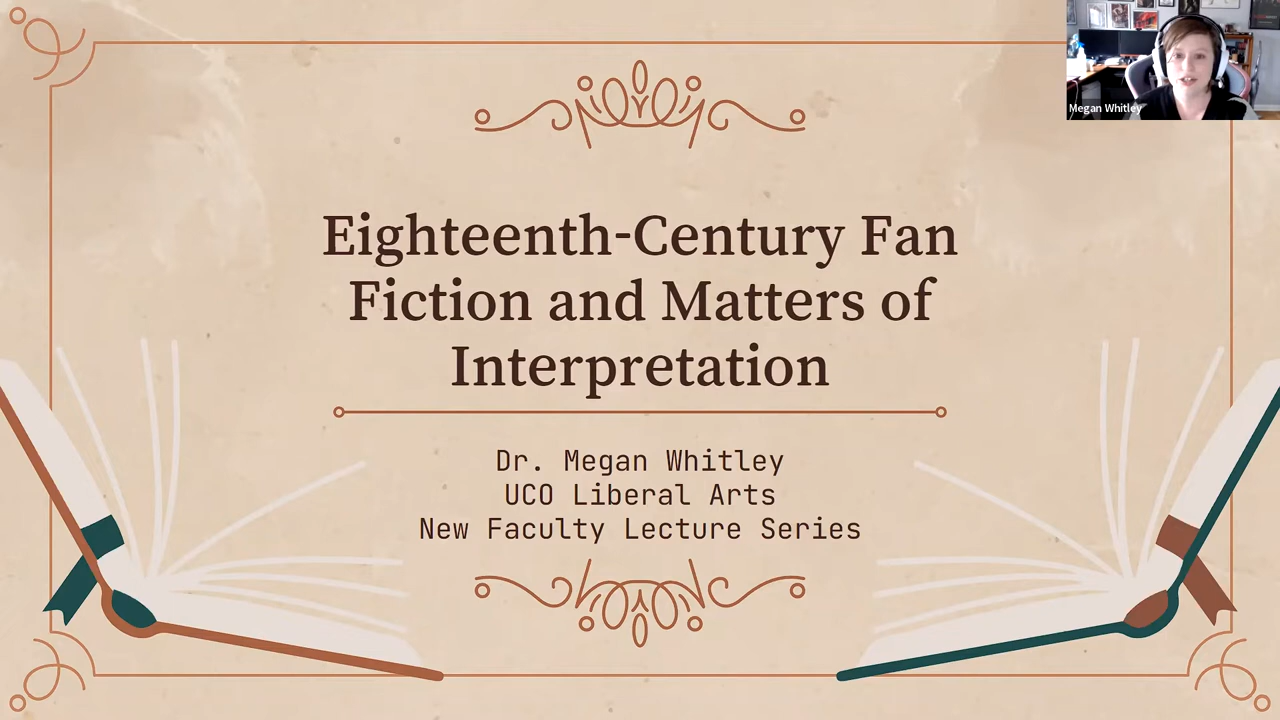 Megan Whitley
Eighteenth-Century Fan
Fiction and Matters of
Interpretation
Dr. Megan Whitley
UCO Liberal Arts
New Faculty Lecture Series